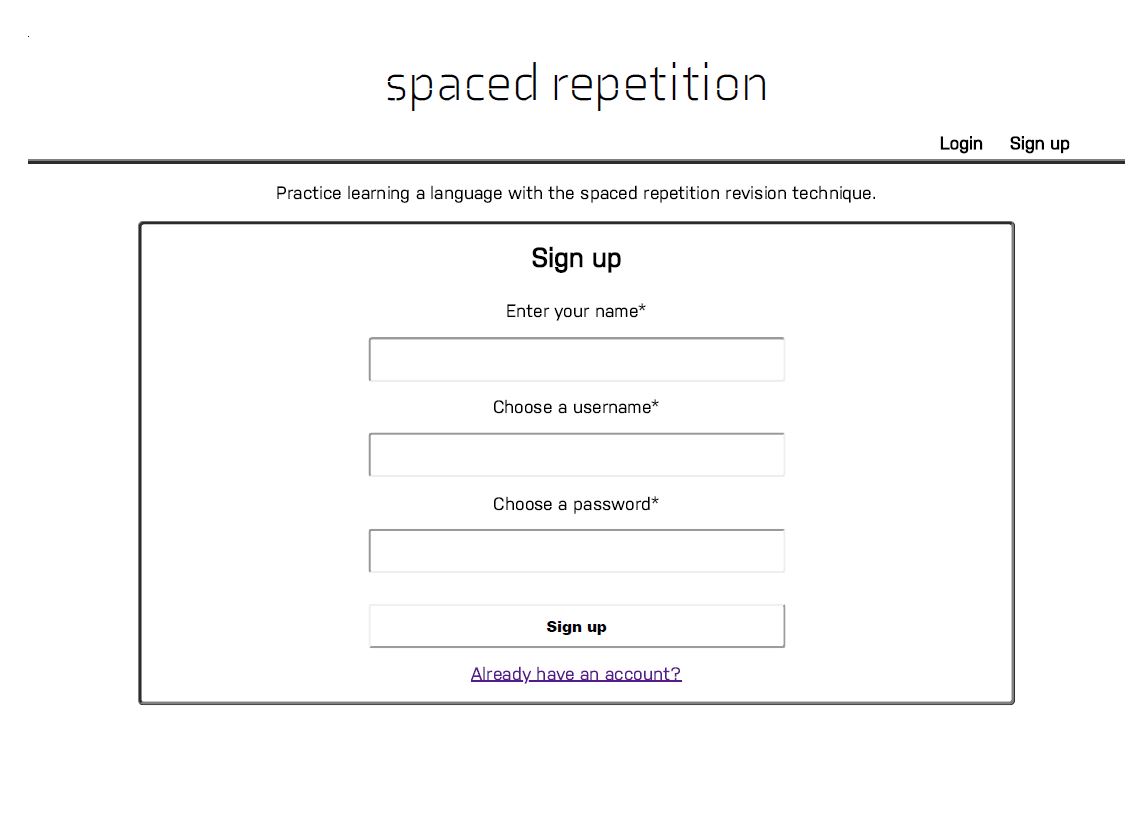 spaced repetition
Login Sign up
Practice learning a language with the spaced repetition revision technique.
Sign up
Enter your name*
Choose a username*
Choose a password*
Sign up
Already have an account?